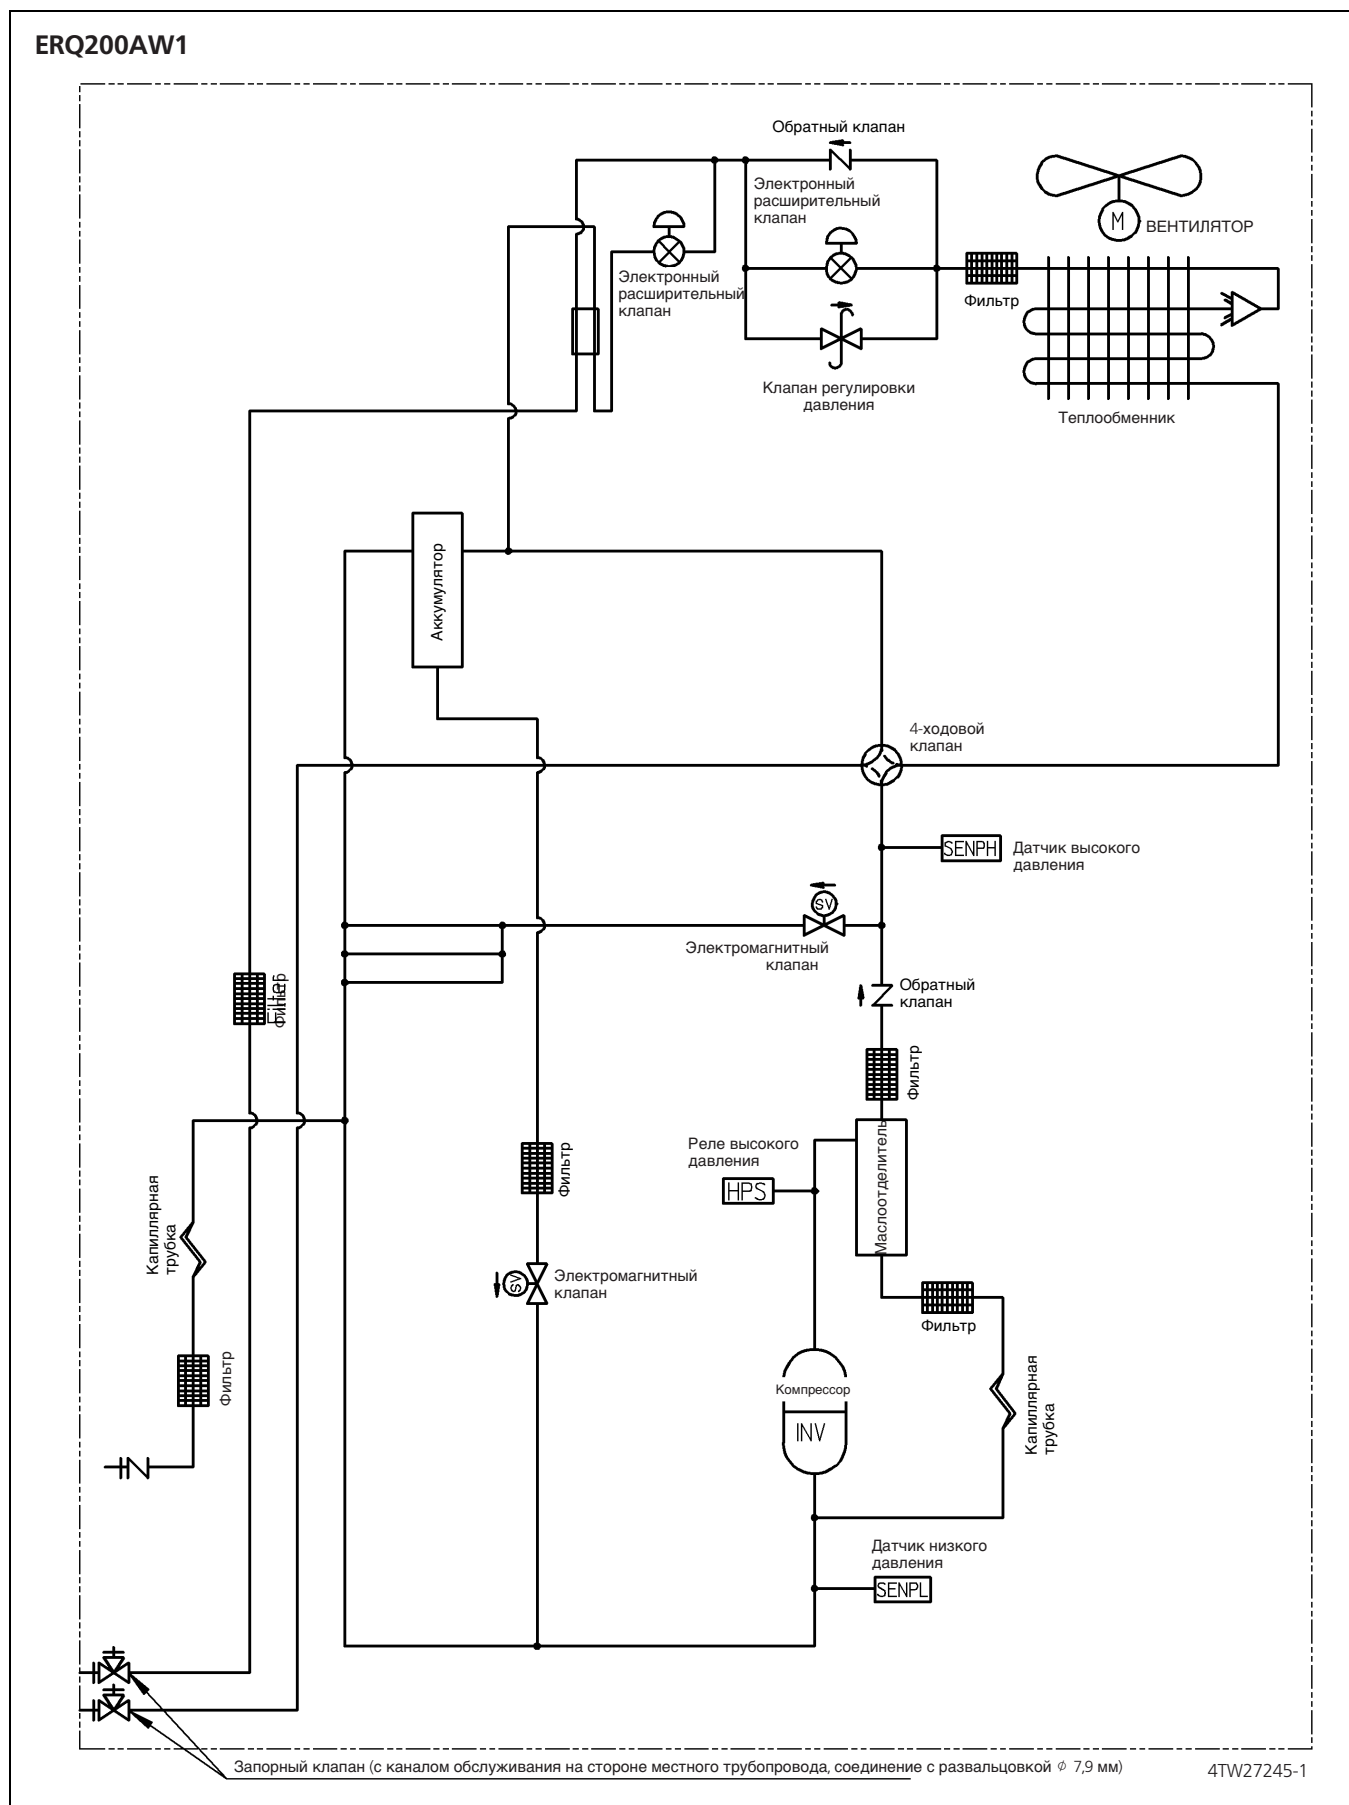 ERQ200AW1
Обратный клапан
Электронный
расширительный
клапан
M
ВЕНТИЛЯТОР
Электронный
расширительный
клапан
Фильтр
Клапан регулировки
давления
Теплообменник
Аккумулятор
4-ходовой
клапан
SENPH
Датчик высокого
давления
SV
Электромагнитный
клапан
Обратный
клапан
Filter
Фильтр
Фильтр
Реле высокого
давления
HPS
Маслоотделитель
Фильтр
Капиллярная
трубка
SV
Электромагнитный
клапан
Фильтр
Фильтр
Компрессор
INV
Капиллярная
трубка
Датчик низкого
давления
SENPL
Запорный клапан (с каналом обслуживания на стороне местного трубопровода, соединение с развальцовкой ⌀ 7,9 мм)
4TW27245-1